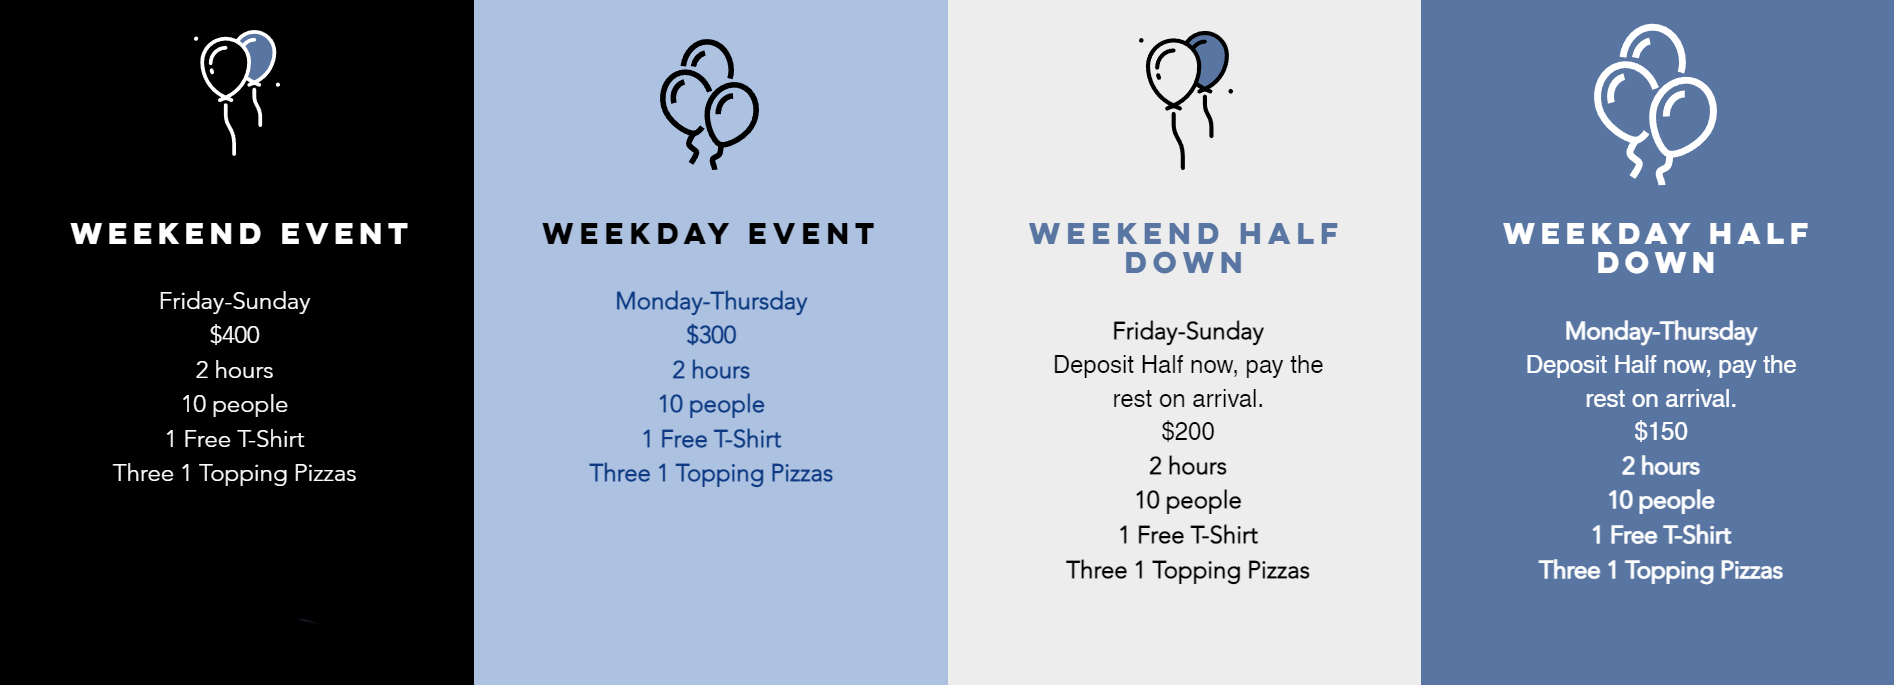 WEEKEND EVENT
Friday-Sunday
$400
2 hours
10 people
1 Free T-Shirt
Three 1 Topping Pizzas
WEEKDAY EVENT
Monday-Thursday
$300
2 hours
10 people
1 Free T-Shirt
Three 1 Topping Pizzas
WEEKEND HALF
DOWN
Friday-Sunday
Deposit Half now, pay the
rest on arrival.
$200
2 hours
10 people
1 Free T-Shirt
Three 1 Topping Pizzas
WEEKDAY HALF
DOWN
Monday-Thursday
Deposit Half now, pay the
rest on arrival.
$150
2 hours
10 people
1 Free T-Shirt
Three 1 Topping Pizzas